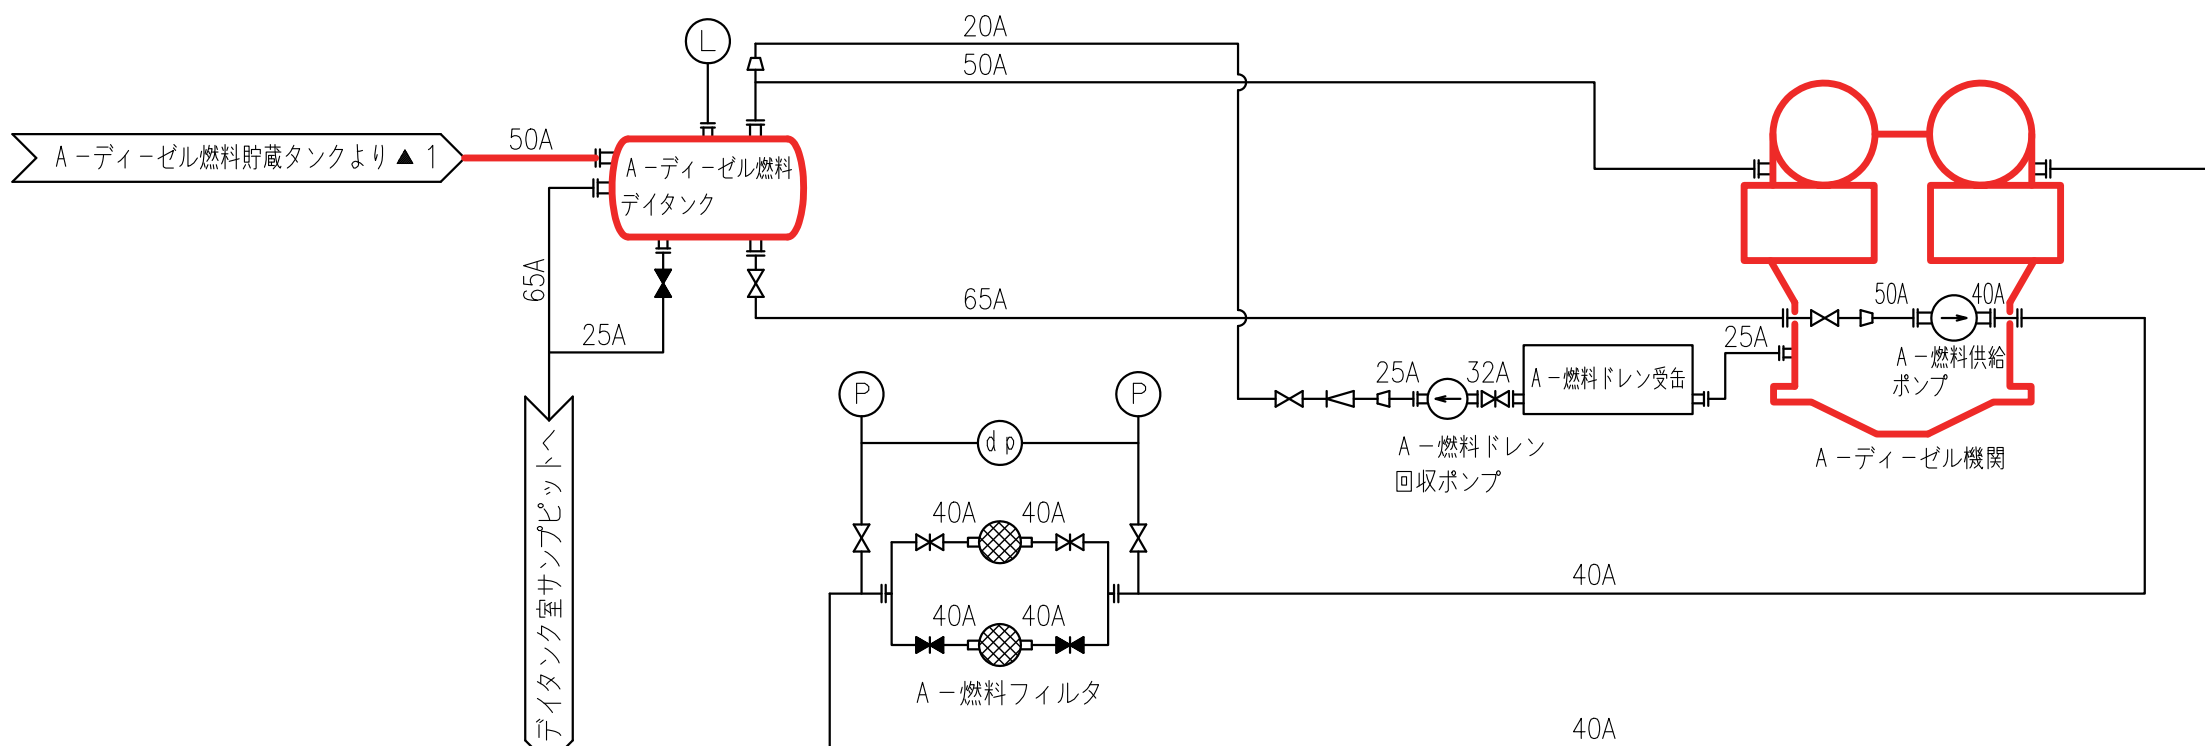 L
20A
50A
A－ディーゼル燃料貯蔵タンクより ▲ 1
50A
A－ディーゼル燃料
デイタンク
65A
25A
65A
デイタンク室サンプピットへ
50A
40A
A－燃料供給
ポンプ
25A
A－ディーゼル機関
25A
32A
A－燃料ドレン受缶
A－燃料ドレン
回収ポンプ
P
dp
P
40A
40A
40A
40A
A－燃料フィルタ
40A
40A